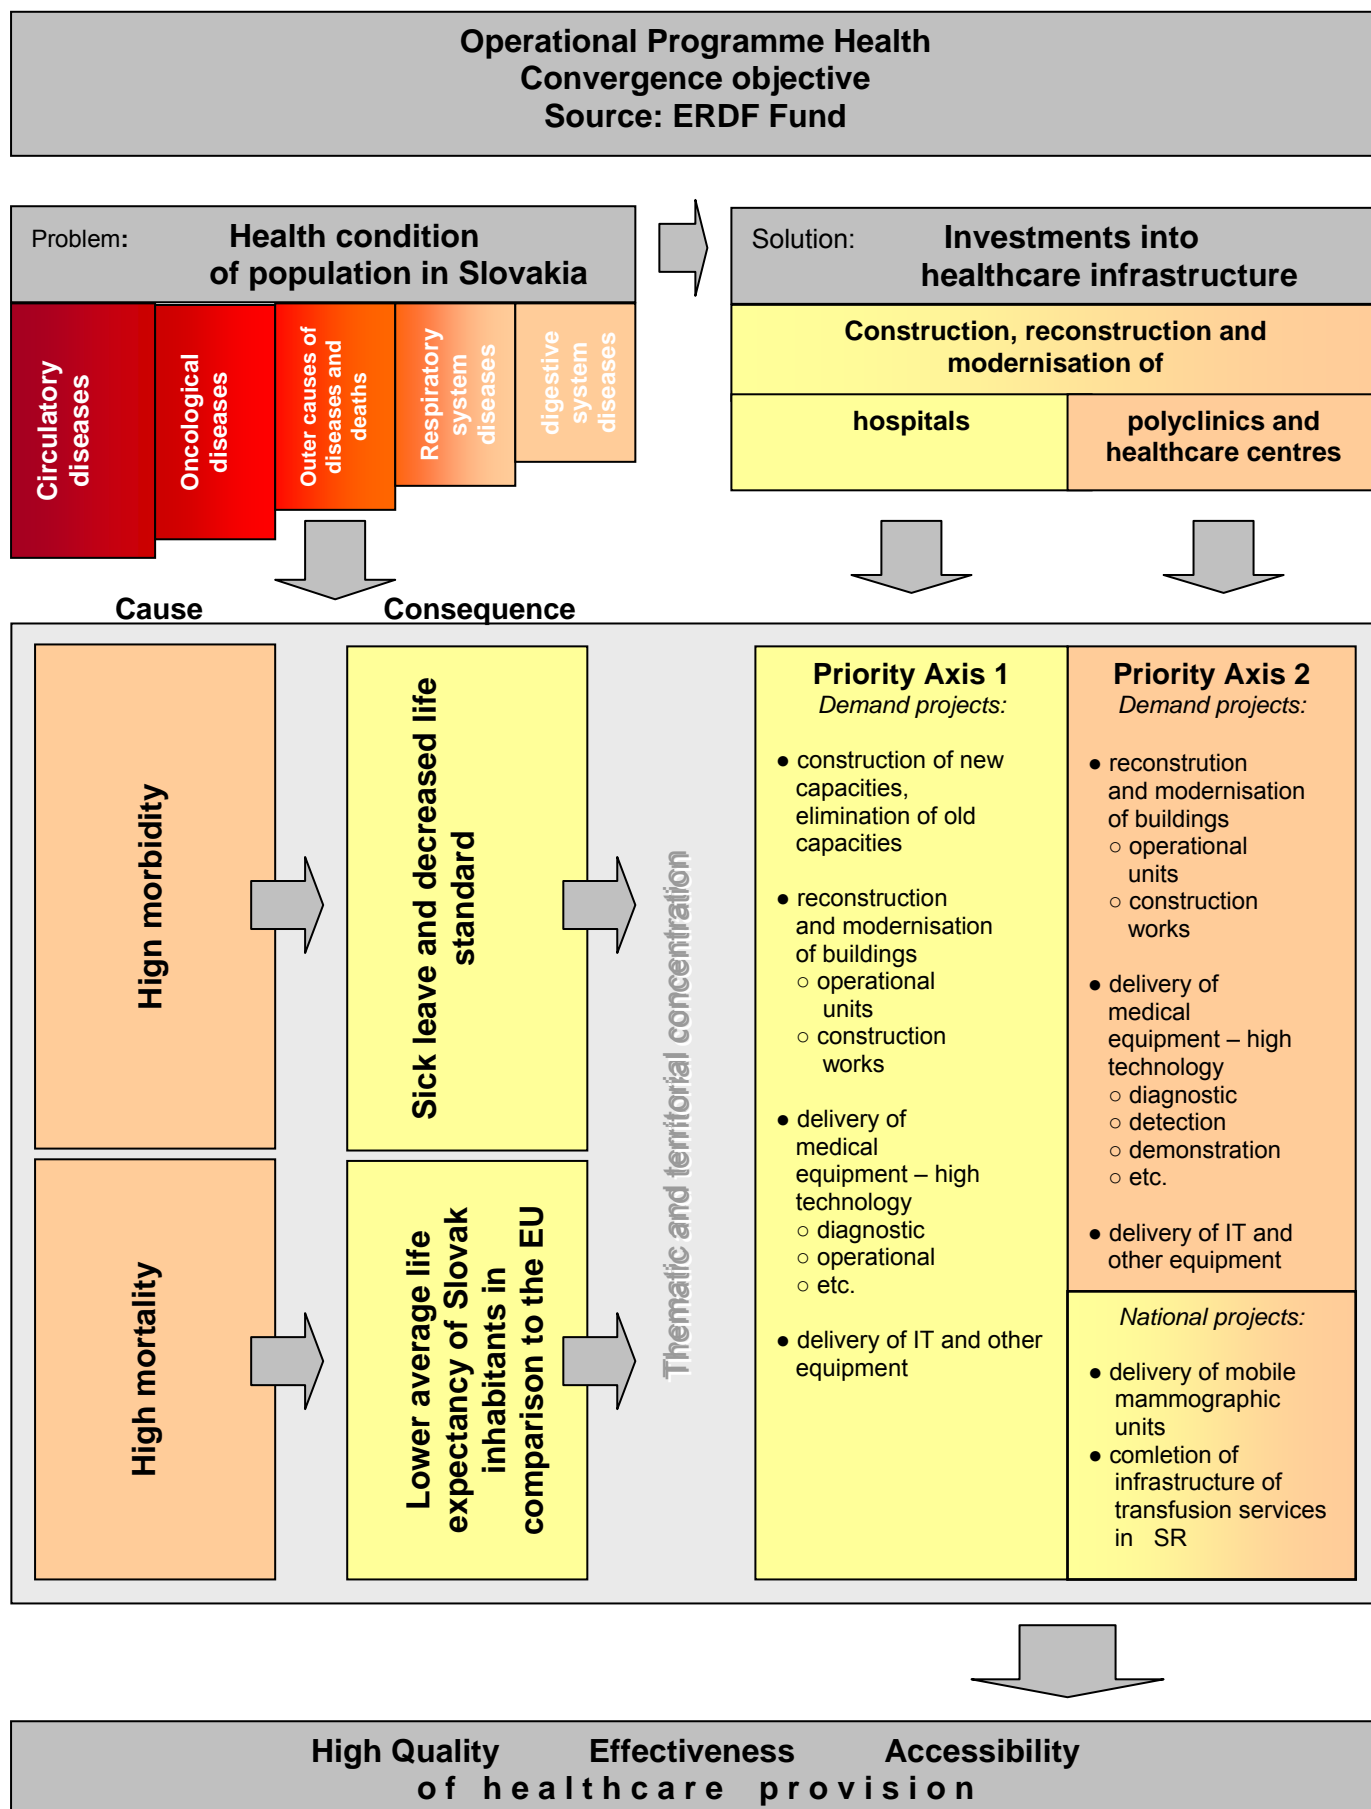 Operational Programme Health
Convergence objective
Source: ERDF Fund
Problem: Health condition
of population in Slovakia
Solution: Investments into
healthcare infrastructure
Circulatory
diseases
Oncological
diseases
Outer causes of
diseases and
deaths
Respiratory
system
diseases
digestive
system
diseases
Construction, reconstruction and
modernisation of
hospitals
polyclinics and
healthcare centres
Cause
Consequence
Hign morbidity
Sick leave and decreased life
standard
High mortality
Lower average life
expectancy of Slovak
inhabitants in
comparison to the EU
Thematic and territorial concentration
Priority Axis 1
Demand projects:
● construction of new
capacities,
elimination of old
capacities
● reconstruction
and modernisation
of buildings
○ operational
units
○ construction
works
● delivery of
medical
equipment – high
technology
○ diagnostic
○ operational
○ etc.
● delivery of IT and other
equipment
Priority Axis 2
Demand projects:
● reconstrution
and modernisation
of buildings
○ operational
units
○ construction
works
● delivery of
medical
equipment – high
technology
○ diagnostic
○ detection
○ demonstration
○ etc.
● delivery of IT and
other equipment
National projects:
● delivery of mobile
mammographic
units
● comletion of
infrastructure of
transfusion services
in SR
High Quality Effectiveness Accessibility
of healthcare provision